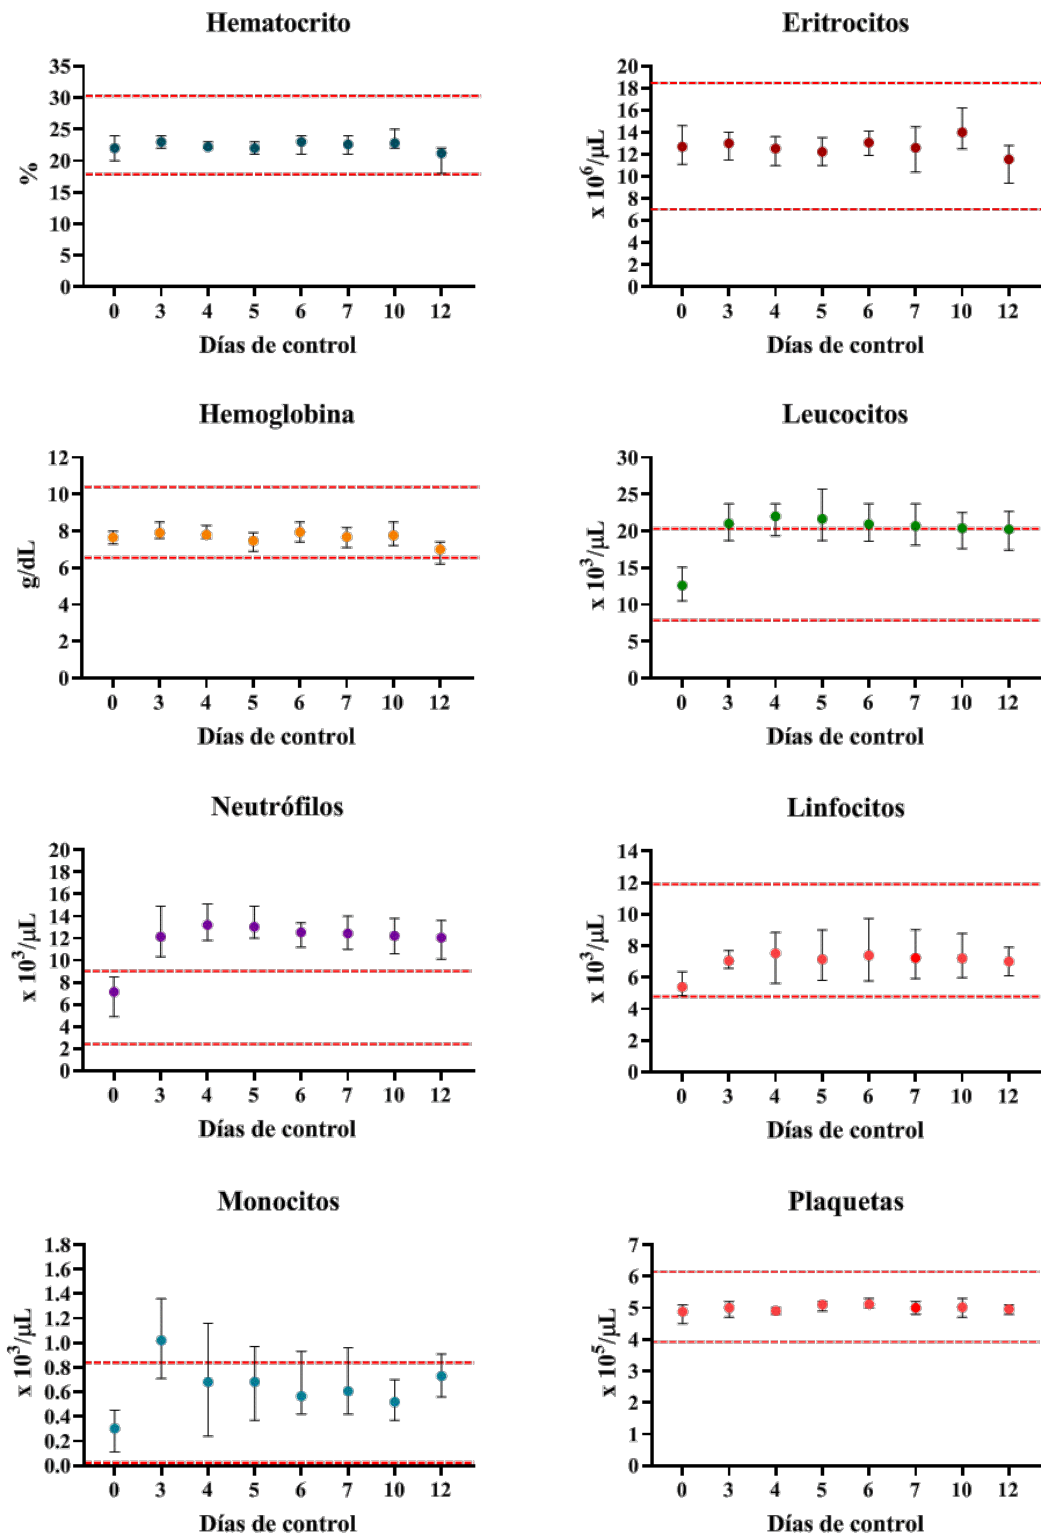 Hematocrito
35
30
25
20
15
10
5
0
%
0 3 4 5 6 7 10 12
Días de control
Eritrocitos
20
18
16
14
12
10
8
6
4
2
0
x 10⁶/µL
0 3 4 5 6 7 10 12
Días de control
Hemoglobina
12
10
8
6
4
2
0
g/dL
0 3 4 5 6 7 10 12
Días de control
Leucocitos
30
25
20
15
10
5
0
x 10³/µL
0 3 4 5 6 7 10 12
Días de control
Neutrófilos
20
18
16
14
12
10
8
6
4
2
0
x 10³/µL
0 3 4 5 6 7 10 12
Días de control
Linfocitos
14
12
10
8
6
4
2
0
x 10³/µL
0 3 4 5 6 7 10 12
Días de control
Monocitos
1.8
1.6
1.4
1.2
1.0
0.8
0.6
0.4
0.2
0.0
x 10³/µL
0 3 4 5 6 7 10 12
Días de control
Plaquetas
7
6
5
4
3
2
1
0
x 10⁵/µL
0 3 4 5 6 7 10 12
Días de control